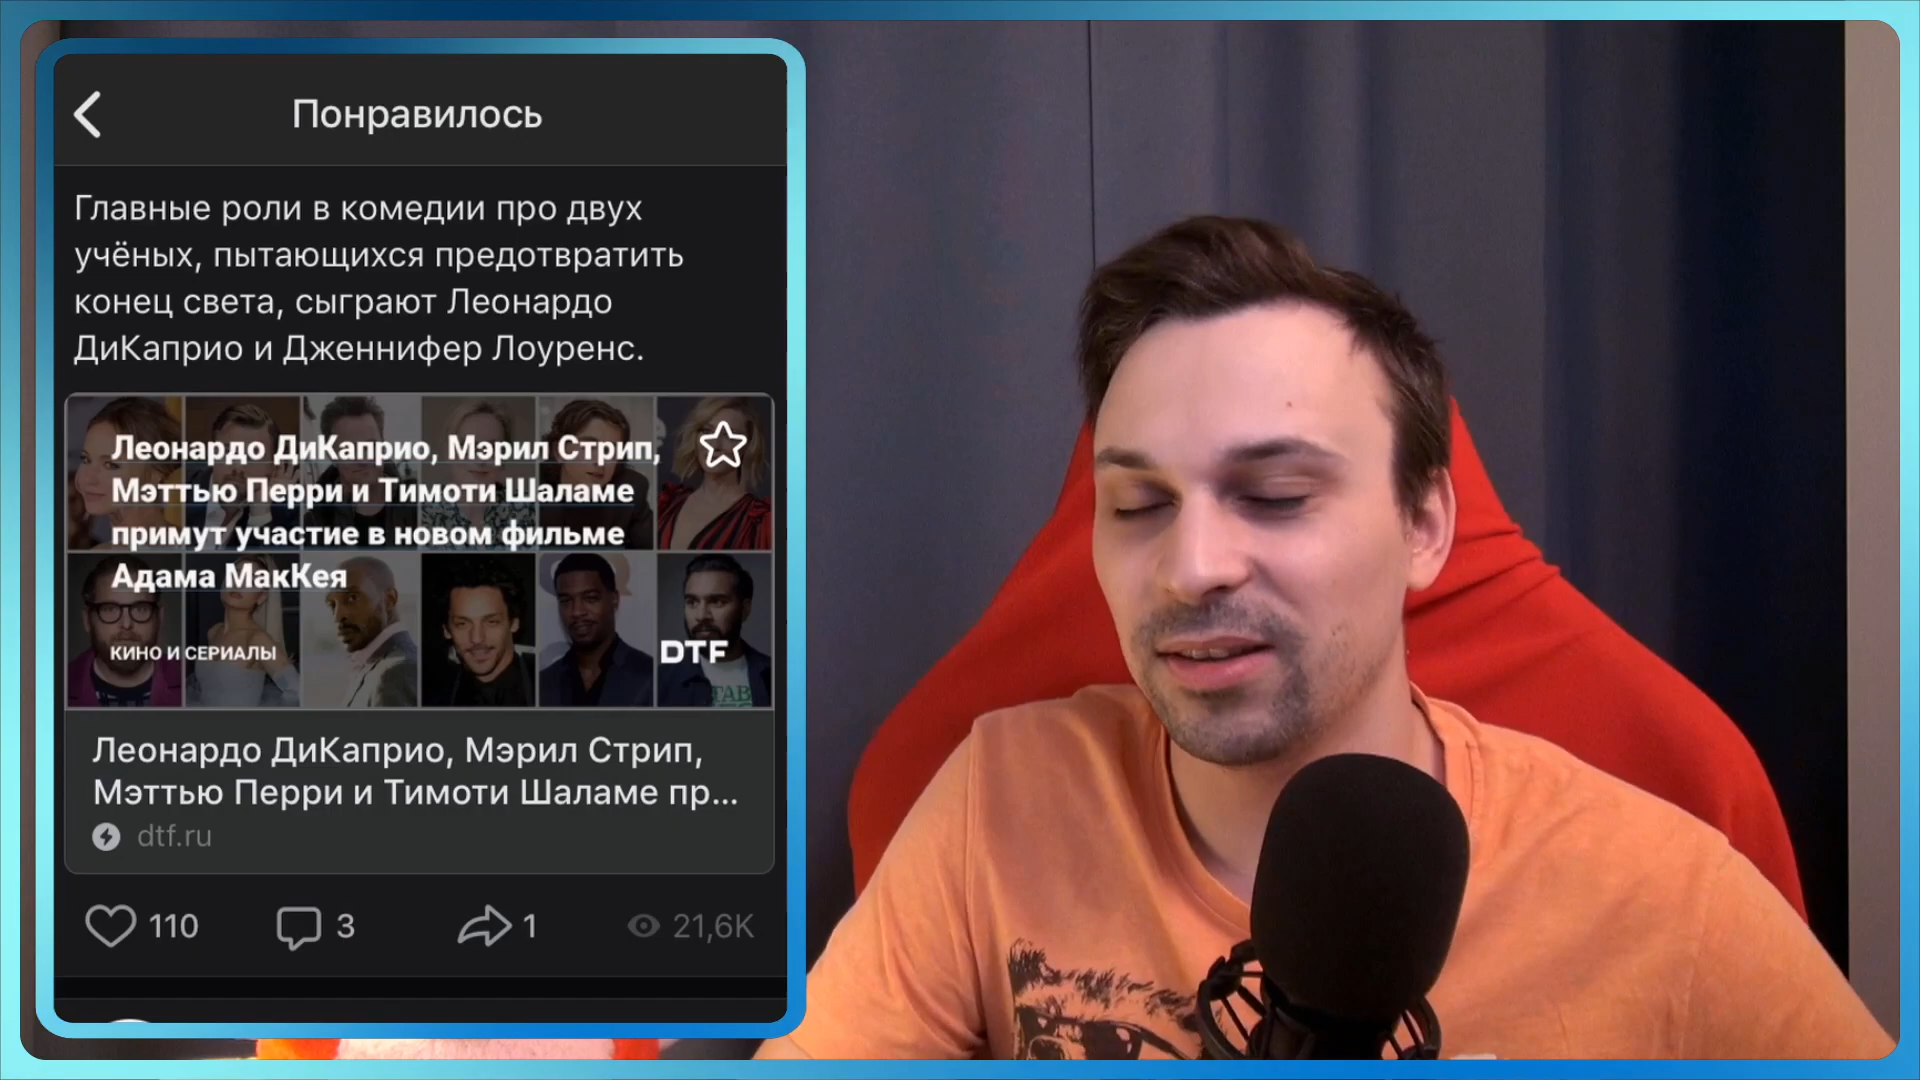 Понравилось
Главные роли в комедии про двух
учёных, пытающихся предотвратить
конец света, сыграют Леонардо
ДиКаприо и Дженнифер Лоуренс.
Леонардо ДиКаприо, Мэрил Стрип,
Мэттью Перри и Тимоти Шаламе
примут участие в новом фильме
Адама МакКея
КИНО И СЕРИАЛЫ
DTF
Леонардо ДиКаприо, Мэрил Стрип,
Мэттью Перри и Тимоти Шаламе пр...
dtf.ru
110
3
1
21,6K